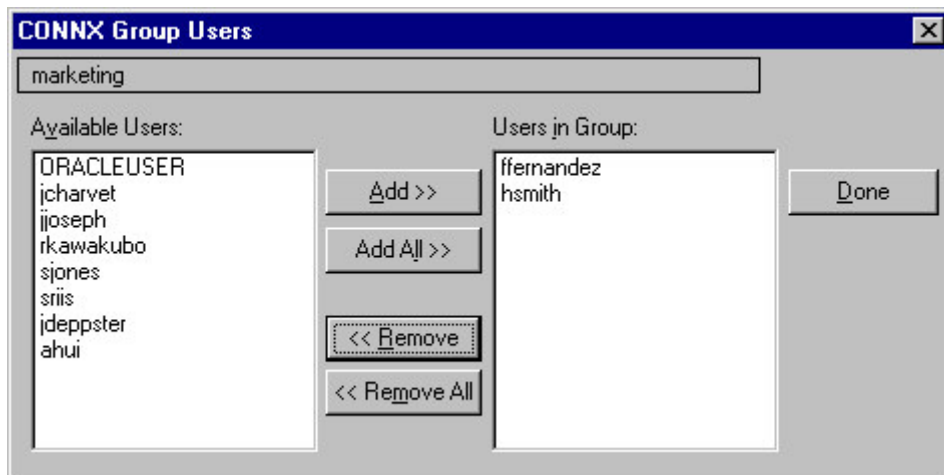 CONNX Group Users
marketing
Available Users:
ORACLEUSER
jcharvet
jjoseph
rkawakubo
sjones
sriis
jdeppster
ahui
Add >>
Add All >>
<< Remove
<< Remove All
Users in Group:
ffernandez
hsmith
Done